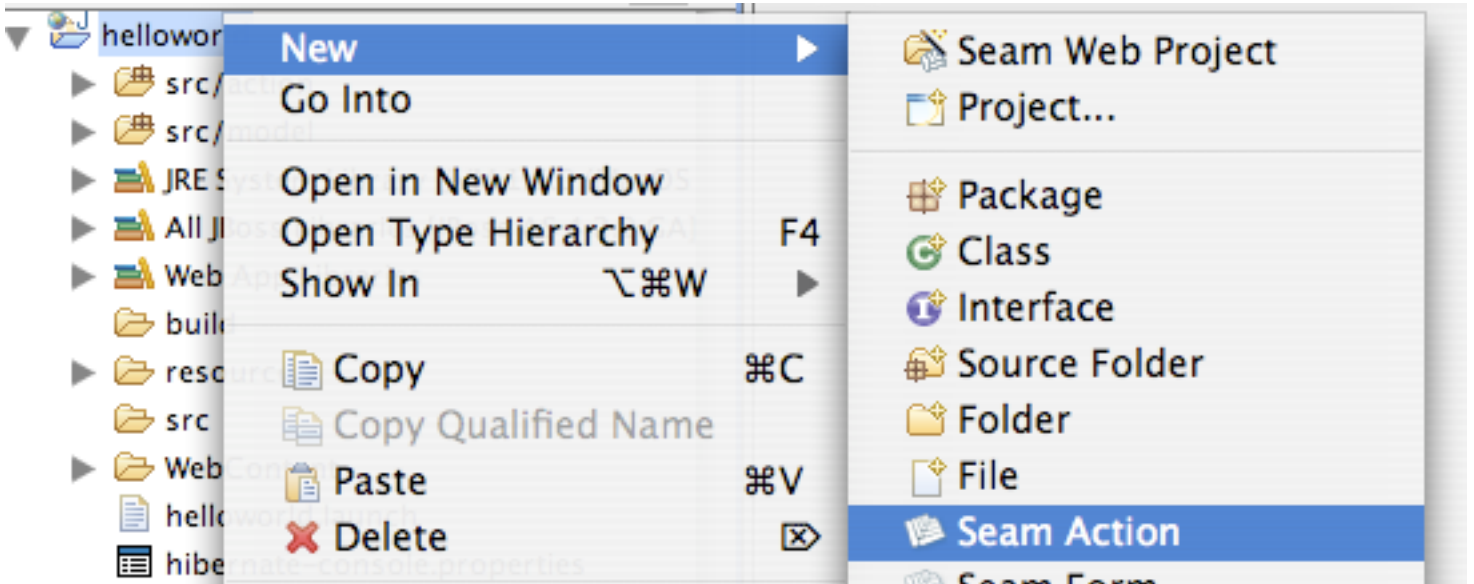 helloworl
src/action
src/model
JRE System
All JBoss
Web App
build
resources
src
WebContent
helloworld.launch
hibernate-console.properties
New
Go Into
Open in New Window
Open Type Hierarchy F4
Show In ⌥⌘W
Copy ⌘C
Copy Qualified Name
Paste ⌘V
Delete ⌦
Seam Web Project
Project...
Package
Class
Interface
Source Folder
Folder
File
Seam Action
Seam Form